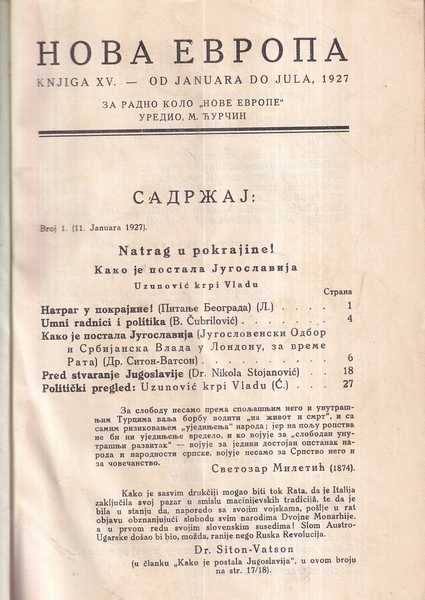 НОВА ЕВРОПА
KNJIGA XV. — OD JANUARA DO JULA, 1927
ЗА РАДНО КОЛО „НОВЕ ЕВРОПЕ“
УРЕДИО, М. ЋУРЧИН
САДРЖАЈ:
Broj 1. (11. Januara 1927).
Natrag u pokrajine!
Како је постала Југославија
Uzunović krpi Vladu
Страна
Натраг у покрајине! (Питање Београда) (Л.) . . . . 1
Umni radnici i politika (B. Čubrilović) . . . . . . 4
Како је постала Југославија (Југословенски Одбор
и Србијанска Влада у Лондону, за време
Рата) (Др. Ситон-Ватсон) . . . . . . . . 6
Pred stvaranje Jugoslavije (Dr. Nikola Stojanović) . . 18
Politički pregled: Uzunović krpi Vladu (Ć.) . . . . 27
За слободу несамо према спољашњим него и унутраш-
њим Турцима ваља борбу водити „на живот и смрт“, и са
самим ризиковањем „уједињења“ народа; јер на пољу ропства
не би ни уједињење вредело, и ко војује за „слободан уну-
трашњи развитак“ — војује за једини достојан опстанак на-
рода и народности српске, војује несамо за Српство него и
за човечанство.
Светозар Милетић (1874).
Kako je sasvim drukčiji mogao biti tok Rata, da je Italija
zaključila svoj pazar u smislu macinijevskih tradicijâ, te da je
bila u stanju da, naporedo sa svojim vojskama, pošlje u rat
objavu obznanjujući slobodu svim narodima Dvojne Monarhije,
a u prvom redu svojim slovenskim susedima! Slom Austro-
Ugarske došao bi bio, možda, ranije nego Ruska Revolucija.
Dr. Siton-Vatson
(u članku „Kako je postala Jugoslavija“, u ovom broju
na str. 17/18).